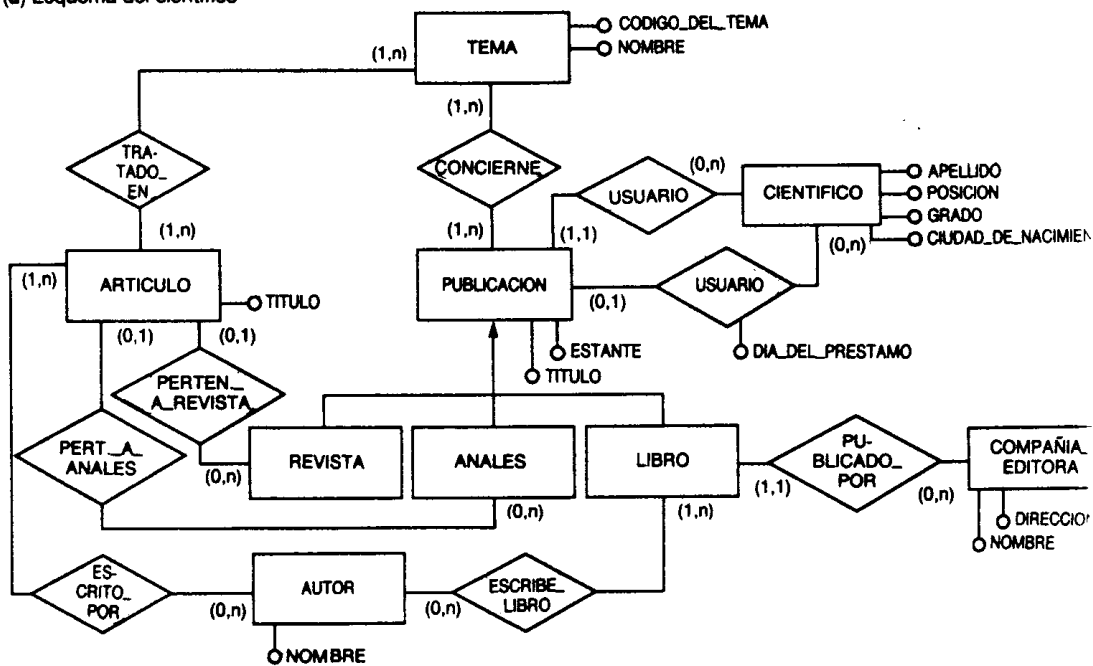 (a) Esquema del científico
CODIGO_DEL_TEMA
TEMA
NOMBRE
(1,n)
(1,n)
TRA-
TADO_
EN
CONCIERNE
(0,n)
USUARIO
CIENTIFICO
APELLIDO
POSICION
GRADO
CIUDAD_DE_NACIMIEN
(1,n)
(1,n)
(1,1)
(0,n)
(1,n)
ARTICULO
PUBLICACION
USUARIO
(0,1)
TITULO
(0,1)
(0,1)
ESTANTE
TITULO
DIA_DEL_PRESTAMO
PERTEN_
A_REVISTA
PERT_A_
ANALES
(0,n)
REVISTA
ANALES
LIBRO
PU-
BLICADO_
POR
COMPAÑIA_
EDITORA
(1,1)
(0,n)
(0,n)
(1,n)
DIRECCION
NOMBRE
ES-
CRITO_
POR
(0,n)
AUTOR
(0,n)
ESCRIBE_
LIBRO
NOMBRE